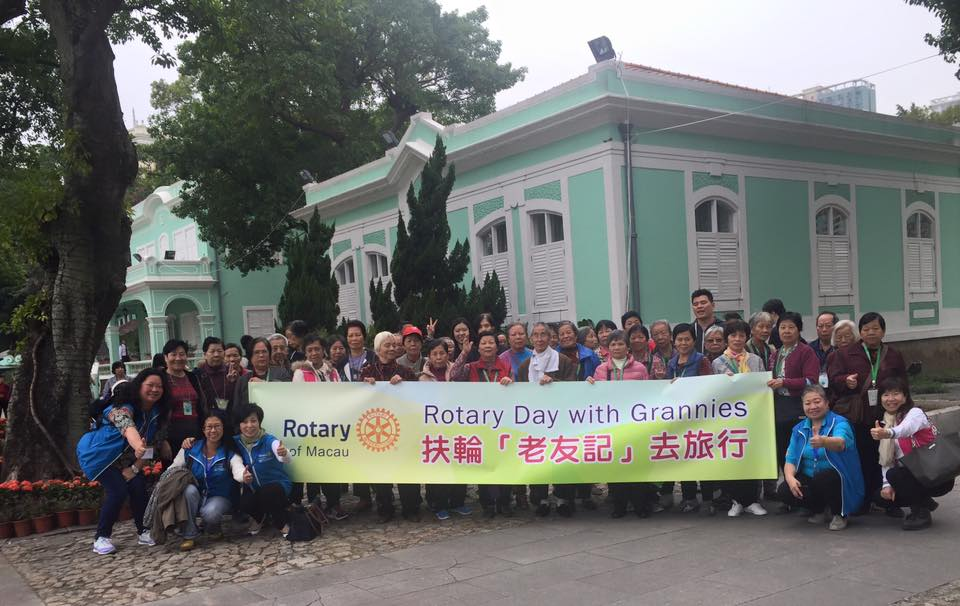 Rotary
of Macau
Rotary Day with Grannies
扶輪「老友記」去旅行